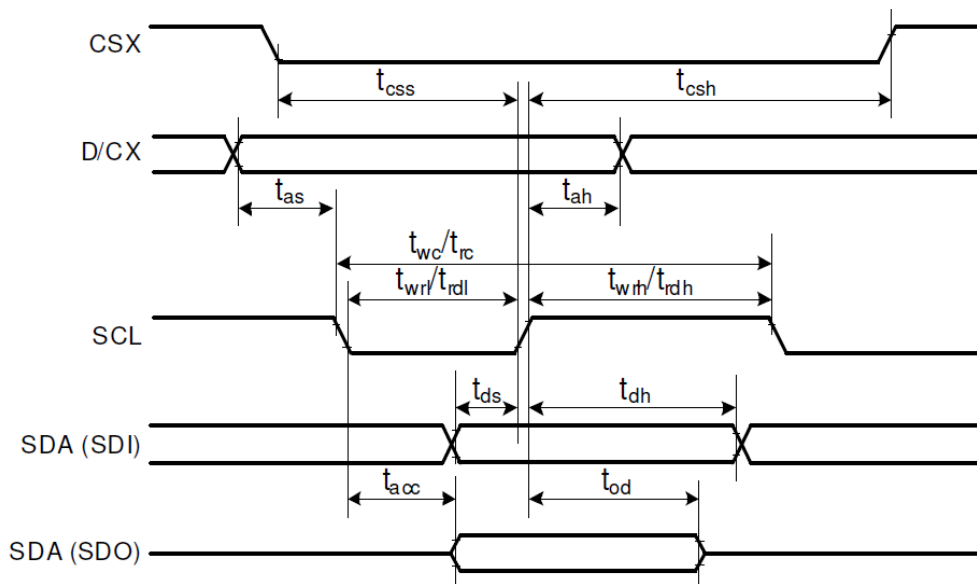 CSX
tcss tcsh
D/CX
tas tah
twc/trc
twrl/trdl twrh/trdh
SCL
tds tdh
SDA (SDI)
tacc tod
SDA (SDO)